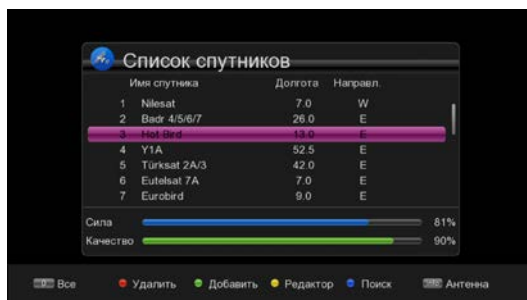 Список спутников
Имя спутника Долгота Направл.
1 Nilesat 7.0 W
2 Badr 4/5/6/7 26.0 E
3 Hot Bird 13.0 E
4 Y1A 52.5 E
5 Türksat 2A/3 42.0 E
6 Eutelsat 7A 7.0 E
7 Eurobird 9.0 E
Сила 81%
Качество 90%
Все Удалить Добавить Редактор Поиск Антенна